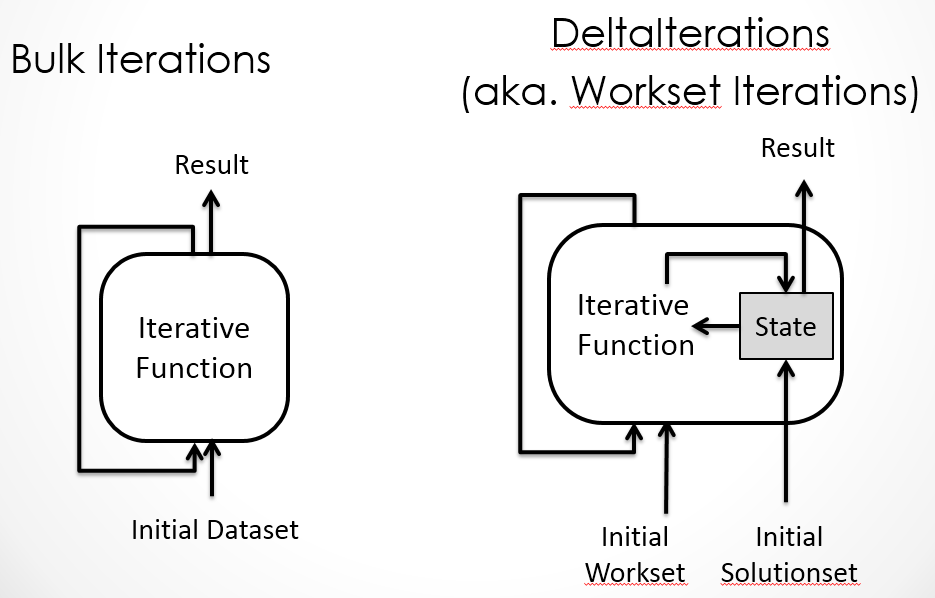 Bulk Iterations
Result
Iterative
Function
Initial Dataset
DeltaIterations
(aka. Workset Iterations)
Result
Iterative
Function
State
Initial
Workset
Initial
Solutionset